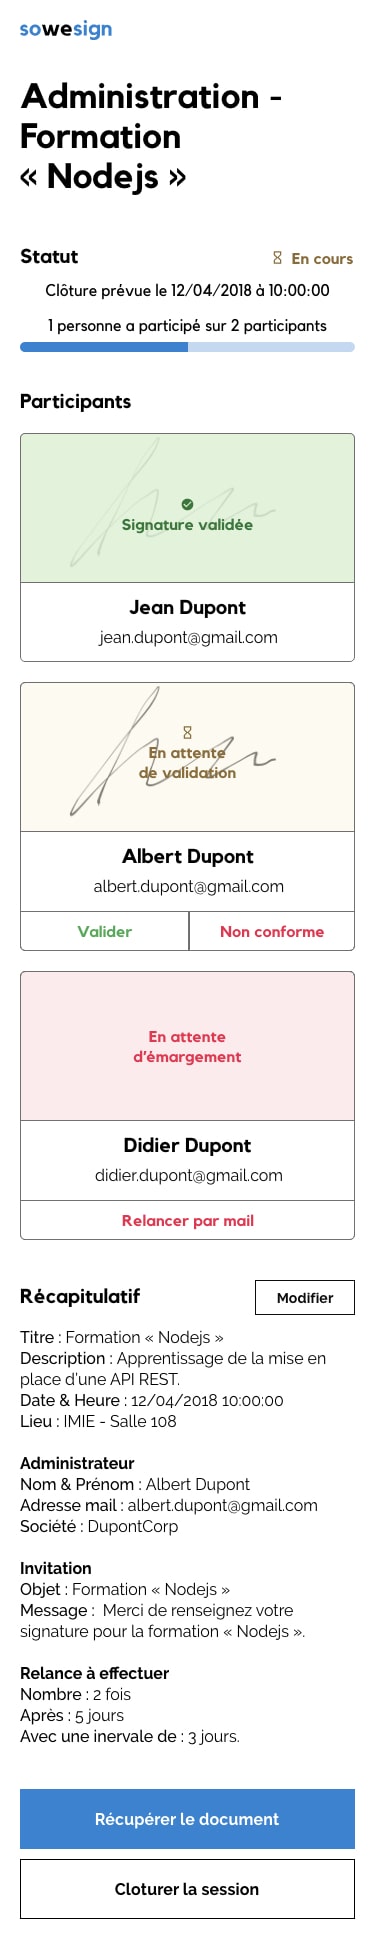 sowesign
Administration -
Formation
« Nodejs »
Statut
En cours
Clôture prévue le 12/04/2018 à 10:00:00
1 personne a participé sur 2 participants
Participants
Signature validée
Jean Dupont
jean.dupont@gmail.com
En attente
de validation
Albert Dupont
albert.dupont@gmail.com
Valider
Non conforme
En attente
d'émargement
Didier Dupont
didier.dupont@gmail.com
Relancer par mail
Récapitulatif
Modifier
Titre : Formation « Nodejs »
Description : Apprentissage de la mise en
place d'une API REST.
Date & Heure : 12/04/2018 10:00:00
Lieu : IMIE - Salle 108
Administrateur
Nom & Prénom : Albert Dupont
Adresse mail : albert.dupont@gmail.com
Société : DupontCorp
Invitation
Objet : Formation « Nodejs »
Message :  Merci de renseignez votre
signature pour la formation « Nodejs ».
Relance à effectuer
Nombre : 2 fois
Après : 5 jours
Avec une inervale de : 3 jours.
Récupérer le document
Cloturer la session